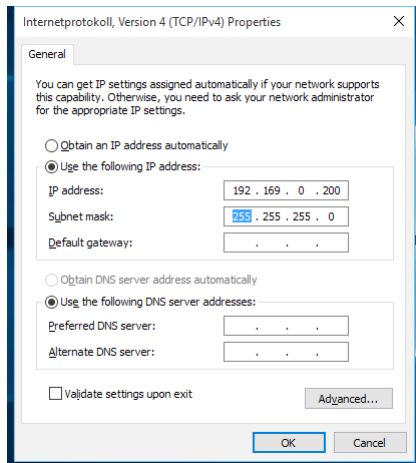 Internetprotokoll, Version 4 (TCP/IPv4) Properties
General
You can get IP settings assigned automatically if your network supports
this capability. Otherwise, you need to ask your network administrator
for the appropriate IP settings.
Obtain an IP address automatically
Use the following IP address:
IP address: 192 . 169 . 0 . 200
Subnet mask: 255 . 255 . 255 . 0
Default gateway: . . .
Obtain DNS server address automatically
Use the following DNS server addresses:
Preferred DNS server: . . .
Alternate DNS server: . . .
Validate settings upon exit
Advanced...
OK Cancel